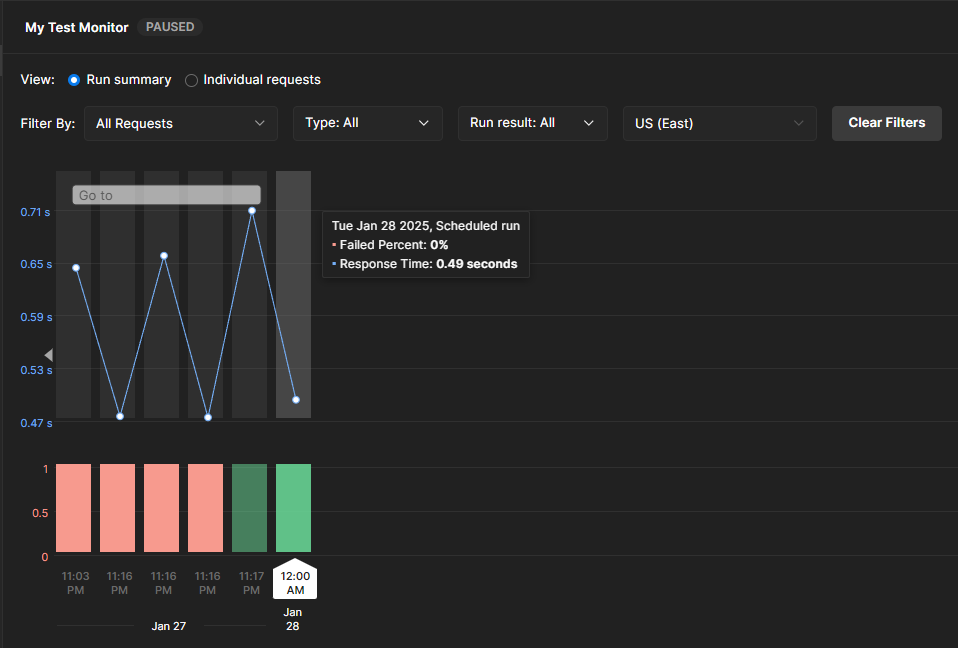 My Test Monitor PAUSED
View: Run summary Individual requests
Filter By: All Requests Type: All Run result: All US (East) Clear Filters
Go to
0.71 s
0.65 s
0.59 s
0.53 s
0.47 s
Tue Jan 28 2025, Scheduled run
Failed Percent: 0%
Response Time: 0.49 seconds
1
0.5
0
11:03 PM
11:16 PM
11:16 PM
11:16 PM
11:17 PM
12:00 AM
Jan 27
Jan 28